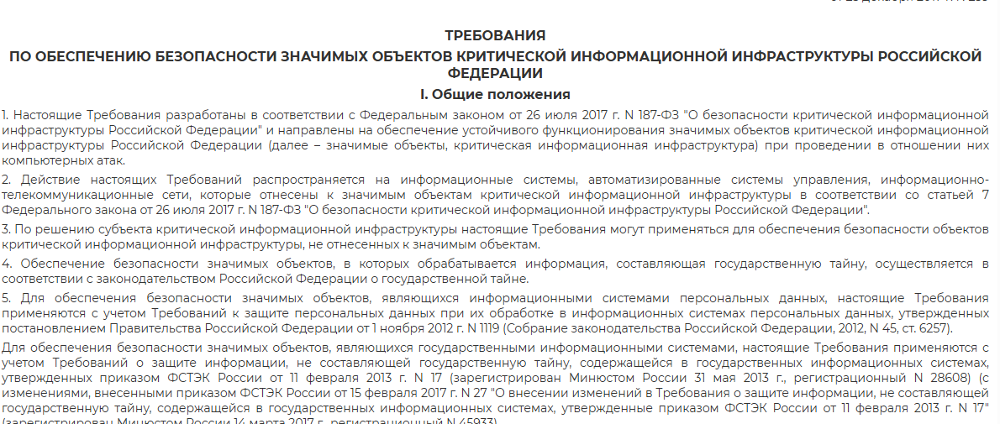 ТРЕБОВАНИЯ
ПО ОБЕСПЕЧЕНИЮ БЕЗОПАСНОСТИ ЗНАЧИМЫХ ОБЪЕКТОВ КРИТИЧЕСКОЙ ИНФОРМАЦИОННОЙ ИНФРАСТРУКТУРЫ РОССИЙСКОЙ
ФЕДЕРАЦИИ
I. Общие положения
1. Настоящие Требования разработаны в соответствии с Федеральным законом от 26 июля 2017 г. N 187-ФЗ "О безопасности критической информационной
инфраструктуры Российской Федерации" и направлены на обеспечение устойчивого функционирования значимых объектов критической информационной
инфраструктуры Российской Федерации (далее – значимые объекты, критическая информационная инфраструктура) при проведении в отношении них
компьютерных атак.
2. Действие настоящих Требований распространяется на информационные системы, автоматизированные системы управления, информационно-
телекоммуникационные сети, которые отнесены к значимым объектам критической информационной инфраструктуры в соответствии со статьей 7
Федерального закона от 26 июля 2017 г. N 187-ФЗ "О безопасности критической информационной инфраструктуры Российской Федерации".
3. По решению субъекта критической информационной инфраструктуры настоящие Требования могут применяться для обеспечения безопасности объектов
критической информационной инфраструктуры, не отнесенных к значимым объектам.
4. Обеспечение безопасности значимых объектов, в которых обрабатывается информация, составляющая государственную тайну, осуществляется в
соответствии с законодательством Российской Федерации о государственной тайне.
5. Для обеспечения безопасности значимых объектов, являющихся информационными системами персональных данных, настоящие Требования
применяются с учетом Требований к защите персональных данных при их обработке в информационных системах персональных данных, утвержденных
постановлением Правительства Российской Федерации от 1 ноября 2012 г. N 1119 (Собрание законодательства Российской Федерации, 2012, N 45, ст. 6257).
Для обеспечения безопасности значимых объектов, являющихся государственными информационными системами, настоящие Требования применяются с
учетом Требований о защите информации, не составляющей государственную тайну, содержащейся в государственных информационных системах,
утвержденных приказом ФСТЭК России от 11 февраля 2013 г. N 17 (зарегистрирован Минюстом России 31 мая 2013 г., регистрационный N 28608) (с
изменениями, внесенными приказом ФСТЭК России от 15 февраля 2017 г. N 27 "О внесении изменений в Требования о защите информации, не составляющей
государственную тайну, содержащейся в государственных информационных системах, утвержденные приказом ФСТЭК России от 11 февраля 2013 г. N 17"
(зарегистрирован Минюстом России 14 марта 2017 г., регистрационный N 45933)